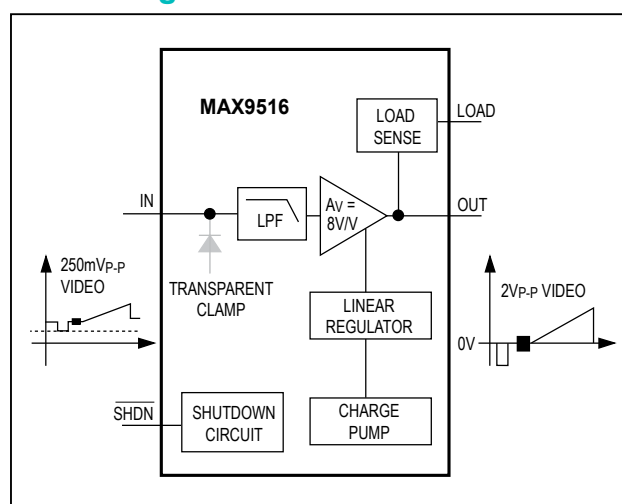 MAX9516
LOAD
SENSE
LOAD
IN
LPF
AV =
8V/V
OUT
250mVP-P
VIDEO
TRANSPARENT
CLAMP
LINEAR
REGULATOR
2VP-P VIDEO
0V
SHDN
SHUTDOWN
CIRCUIT
CHARGE
PUMP